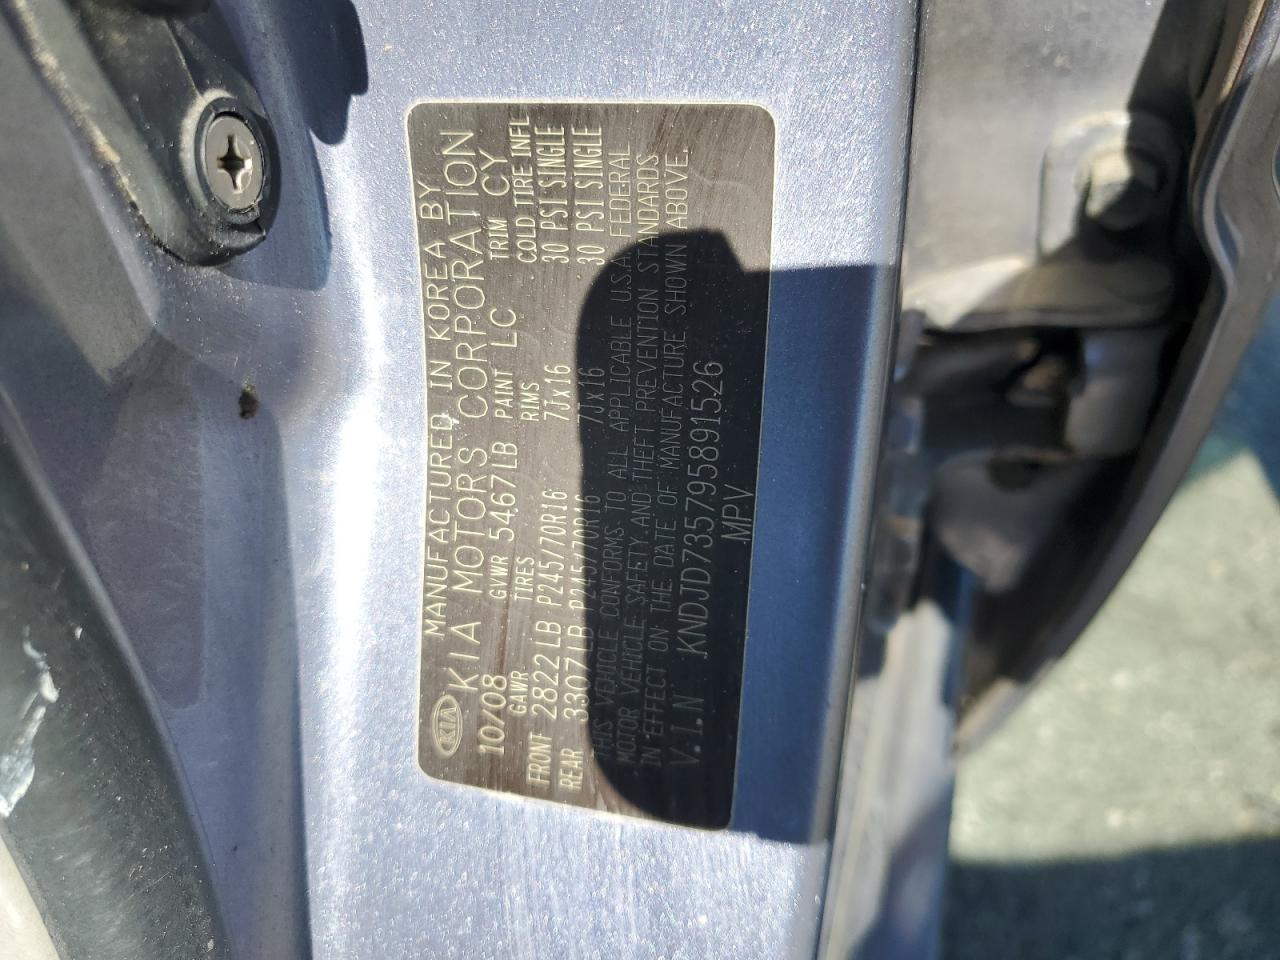 MANUFACTURED IN KOREA BY
KIA KIA MOTORS CORPORATION
10/08 GVWR 5467LB PAINT LC TRIM CY
GAWR TIRES RIMS COLD TIRE INFL
FRONT 2822LB P245/70R16 7Jx16 30 PSI SINGLE
REAR 3307LB P245/70R16 7Jx16 30 PSI SINGLE
THIS VEHICLE CONFORMS TO ALL APPLICABLE U.S.A. FEDERAL
MOTOR VEHICLE SAFETY AND THEFT PREVENTION STANDARDS
IN EFFECT ON THE DATE OF MANUFACTURE SHOWN ABOVE.
V.I.N KNDJD735795891526
MPV